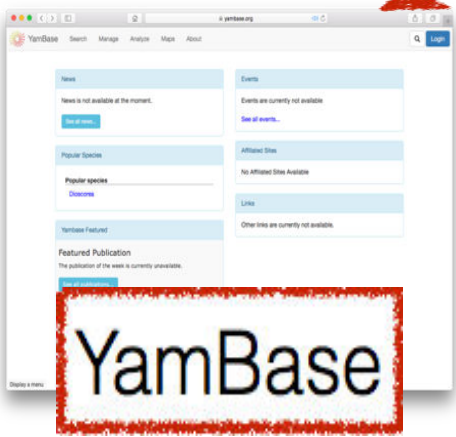 yambase.org
YamBase Search Manage Analyze Maps About Login
News
News is not available at the moment.
See all news...
Events
Events are currently not available
See all events...
Popular Species
Popular species
Dioscorea
Affiliated Sites
No Affiliated Sites Available
Links
Other links are currently not available.
Yambase Featured
Featured Publication
The publication of the week is currently unavailable.
See all publications...
YamBase
Display a menu